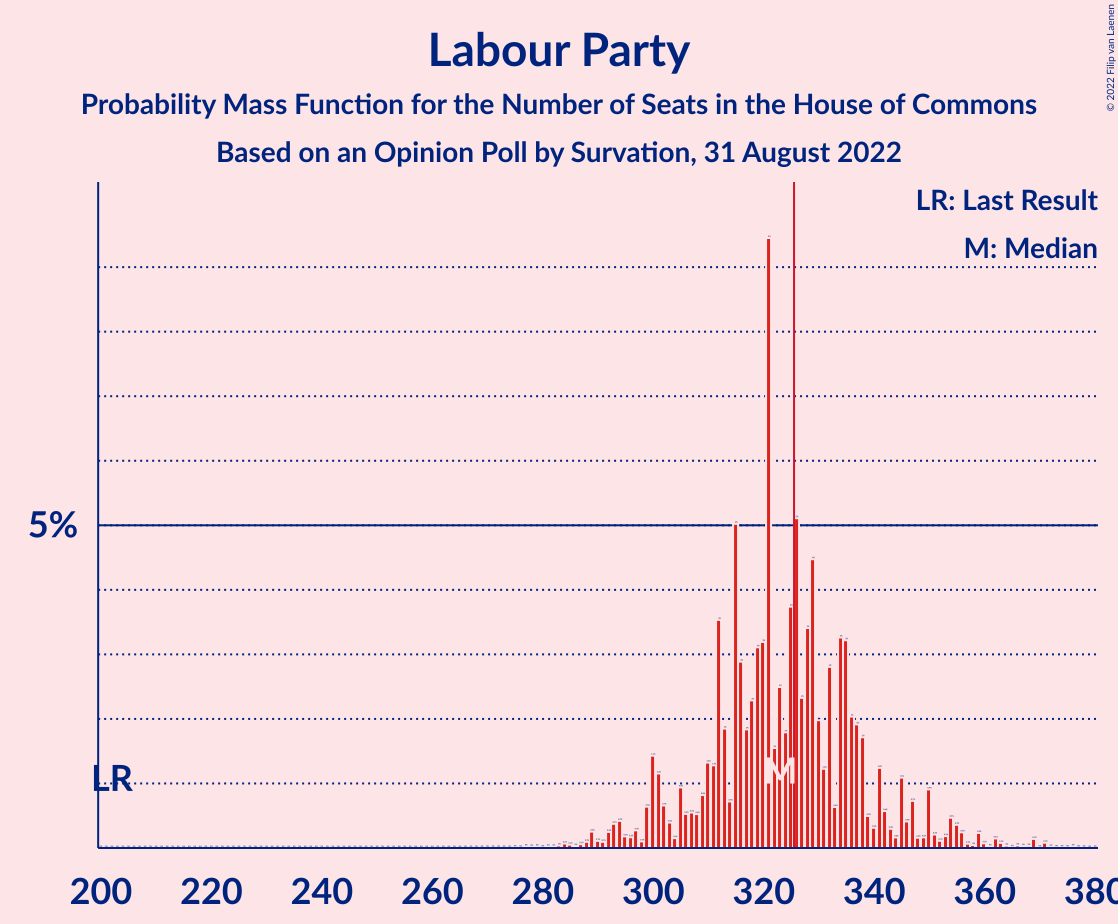 Labour Party
Probability Mass Function for the Number of Seats in the House of Commons
Based on an Opinion Poll by Survation, 31 August 2022
© 2022 Filip van Laenen
LR: Last Result
M: Median
5%
LR
M
200 220 240 260 280 300 320 340 360 380